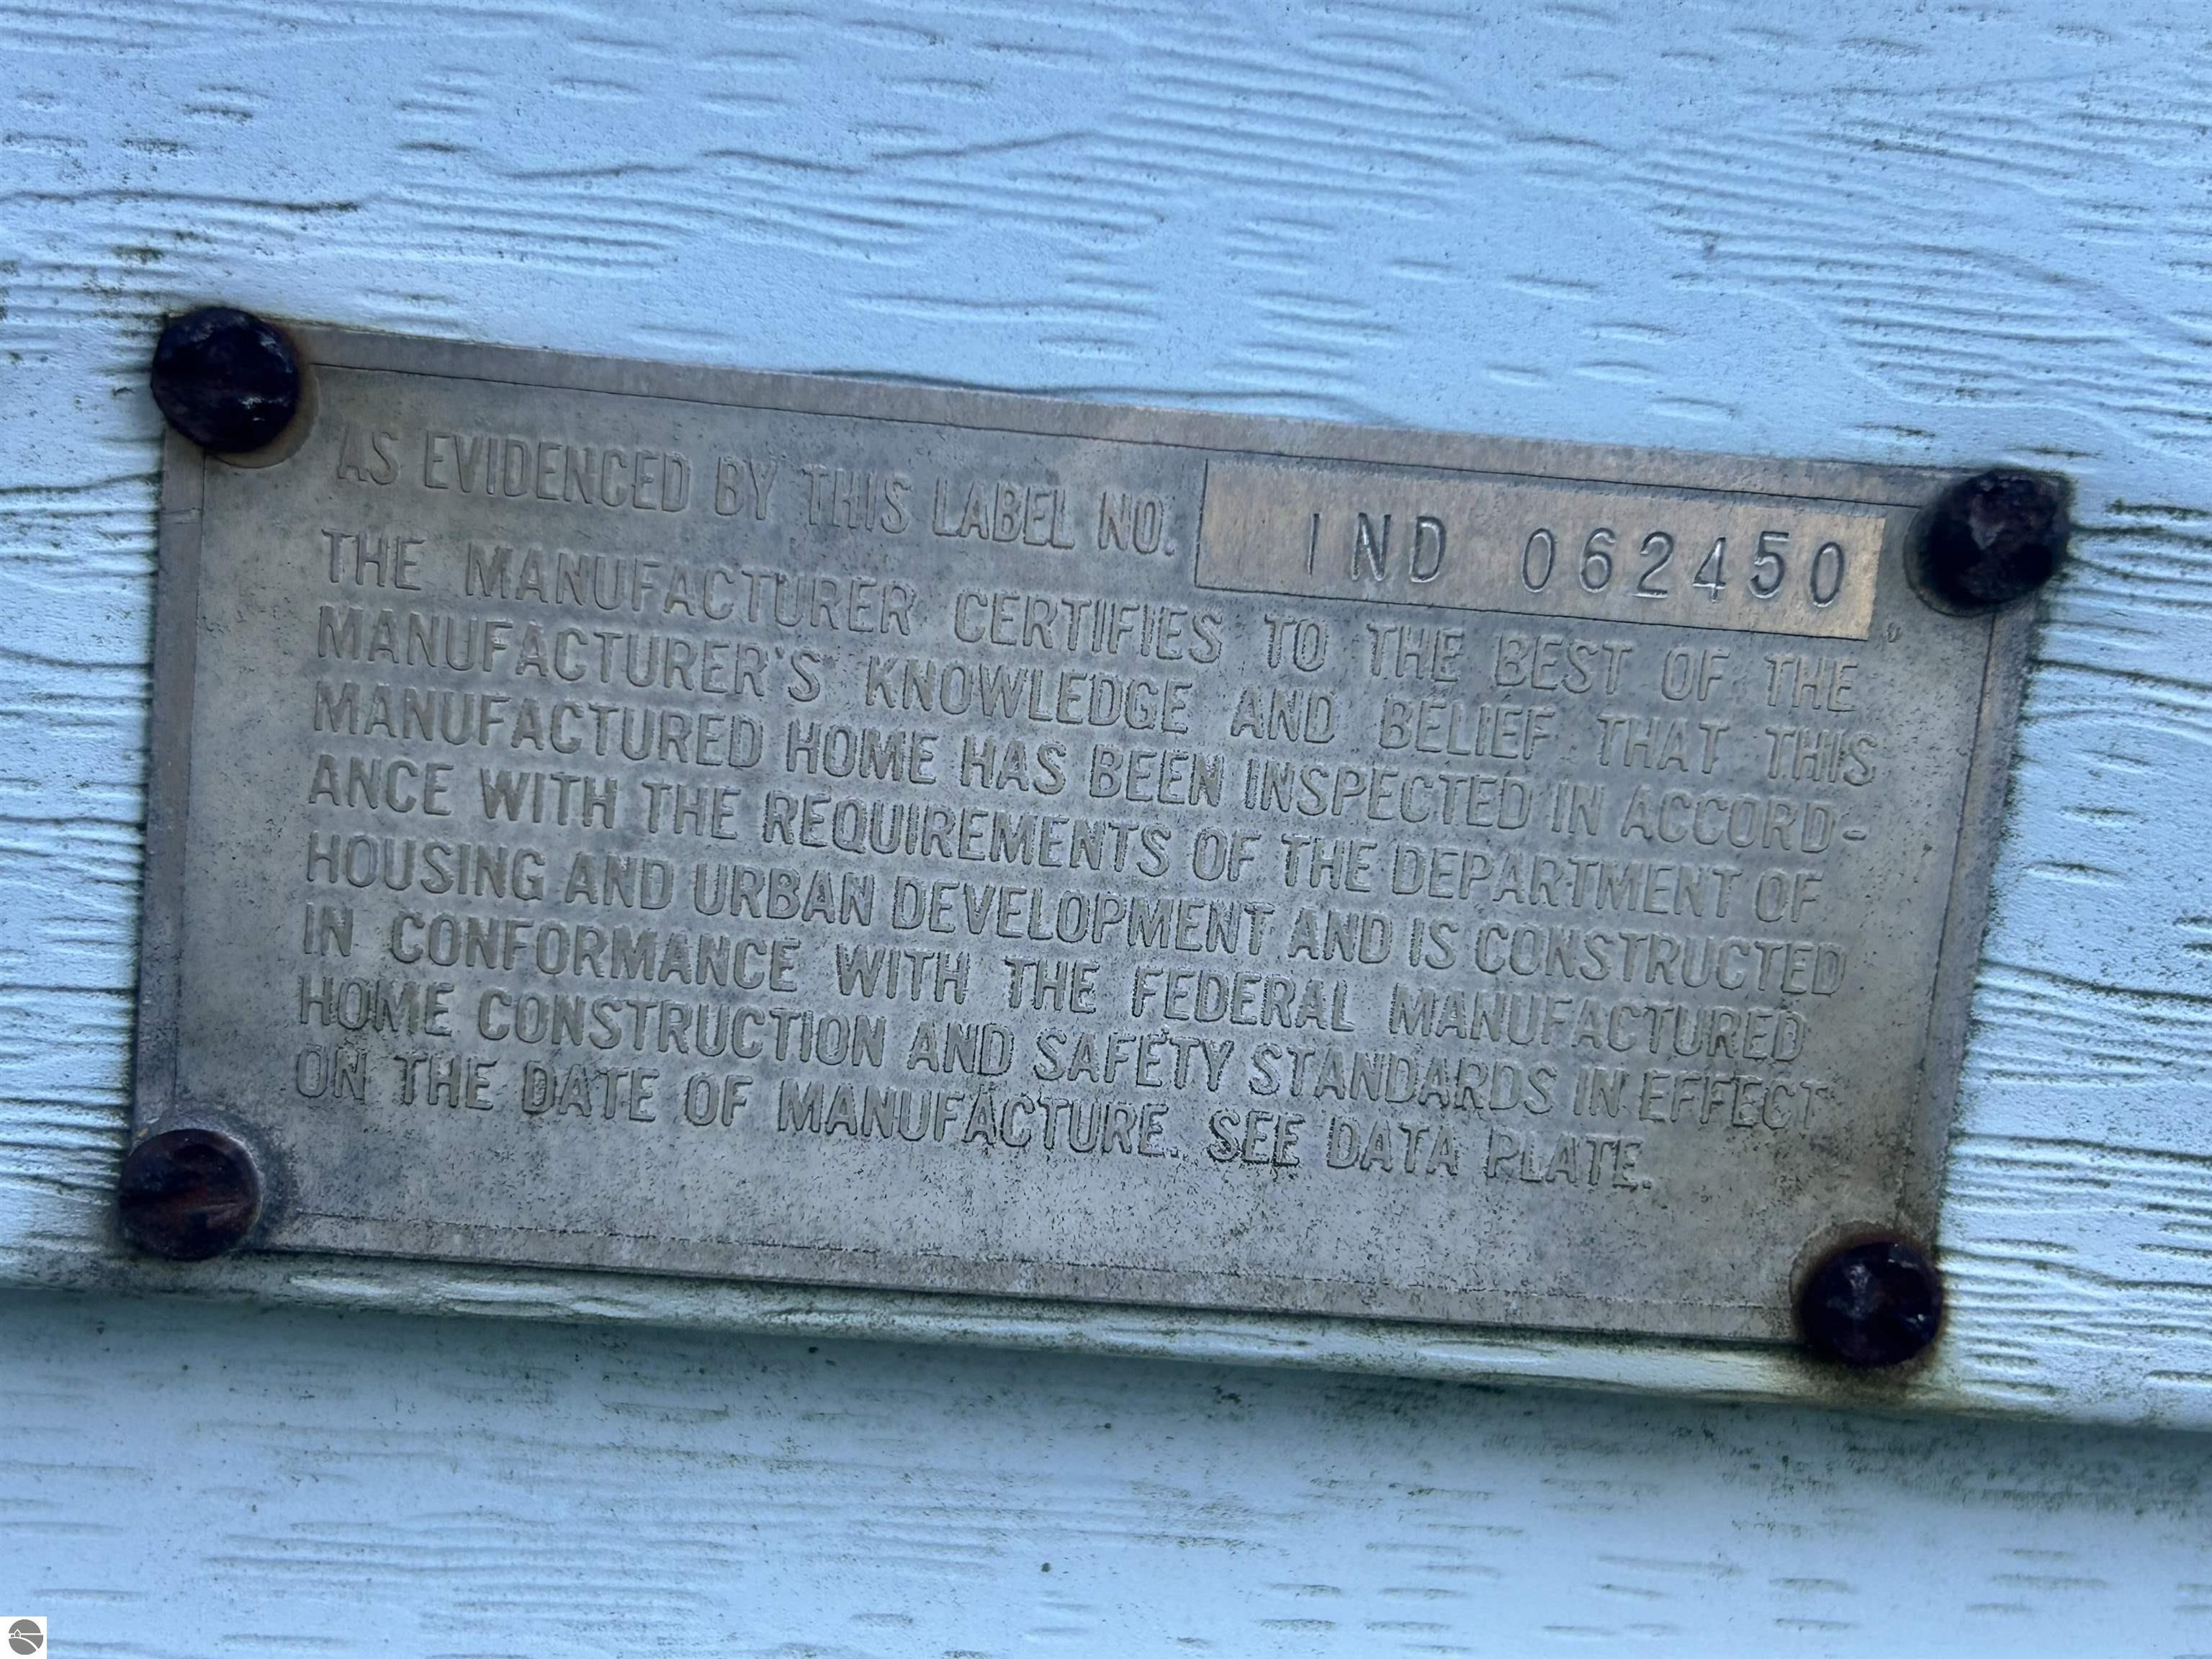 AS EVIDENCED BY THIS LABEL NO. IND 062450
THE MANUFACTURER CERTIFIES TO THE BEST OF THE
MANUFACTURER'S KNOWLEDGE AND BELIEF THAT THIS
MANUFACTURED HOME HAS BEEN INSPECTED IN ACCORD-
ANCE WITH THE REQUIREMENTS OF THE DEPARTMENT OF
HOUSING AND URBAN DEVELOPMENT AND IS CONSTRUCTED
IN CONFORMANCE WITH THE FEDERAL MANUFACTURED
HOME CONSTRUCTION AND SAFETY STANDARDS IN EFFECT
ON THE DATE OF MANUFACTURE. SEE DATA PLATE.